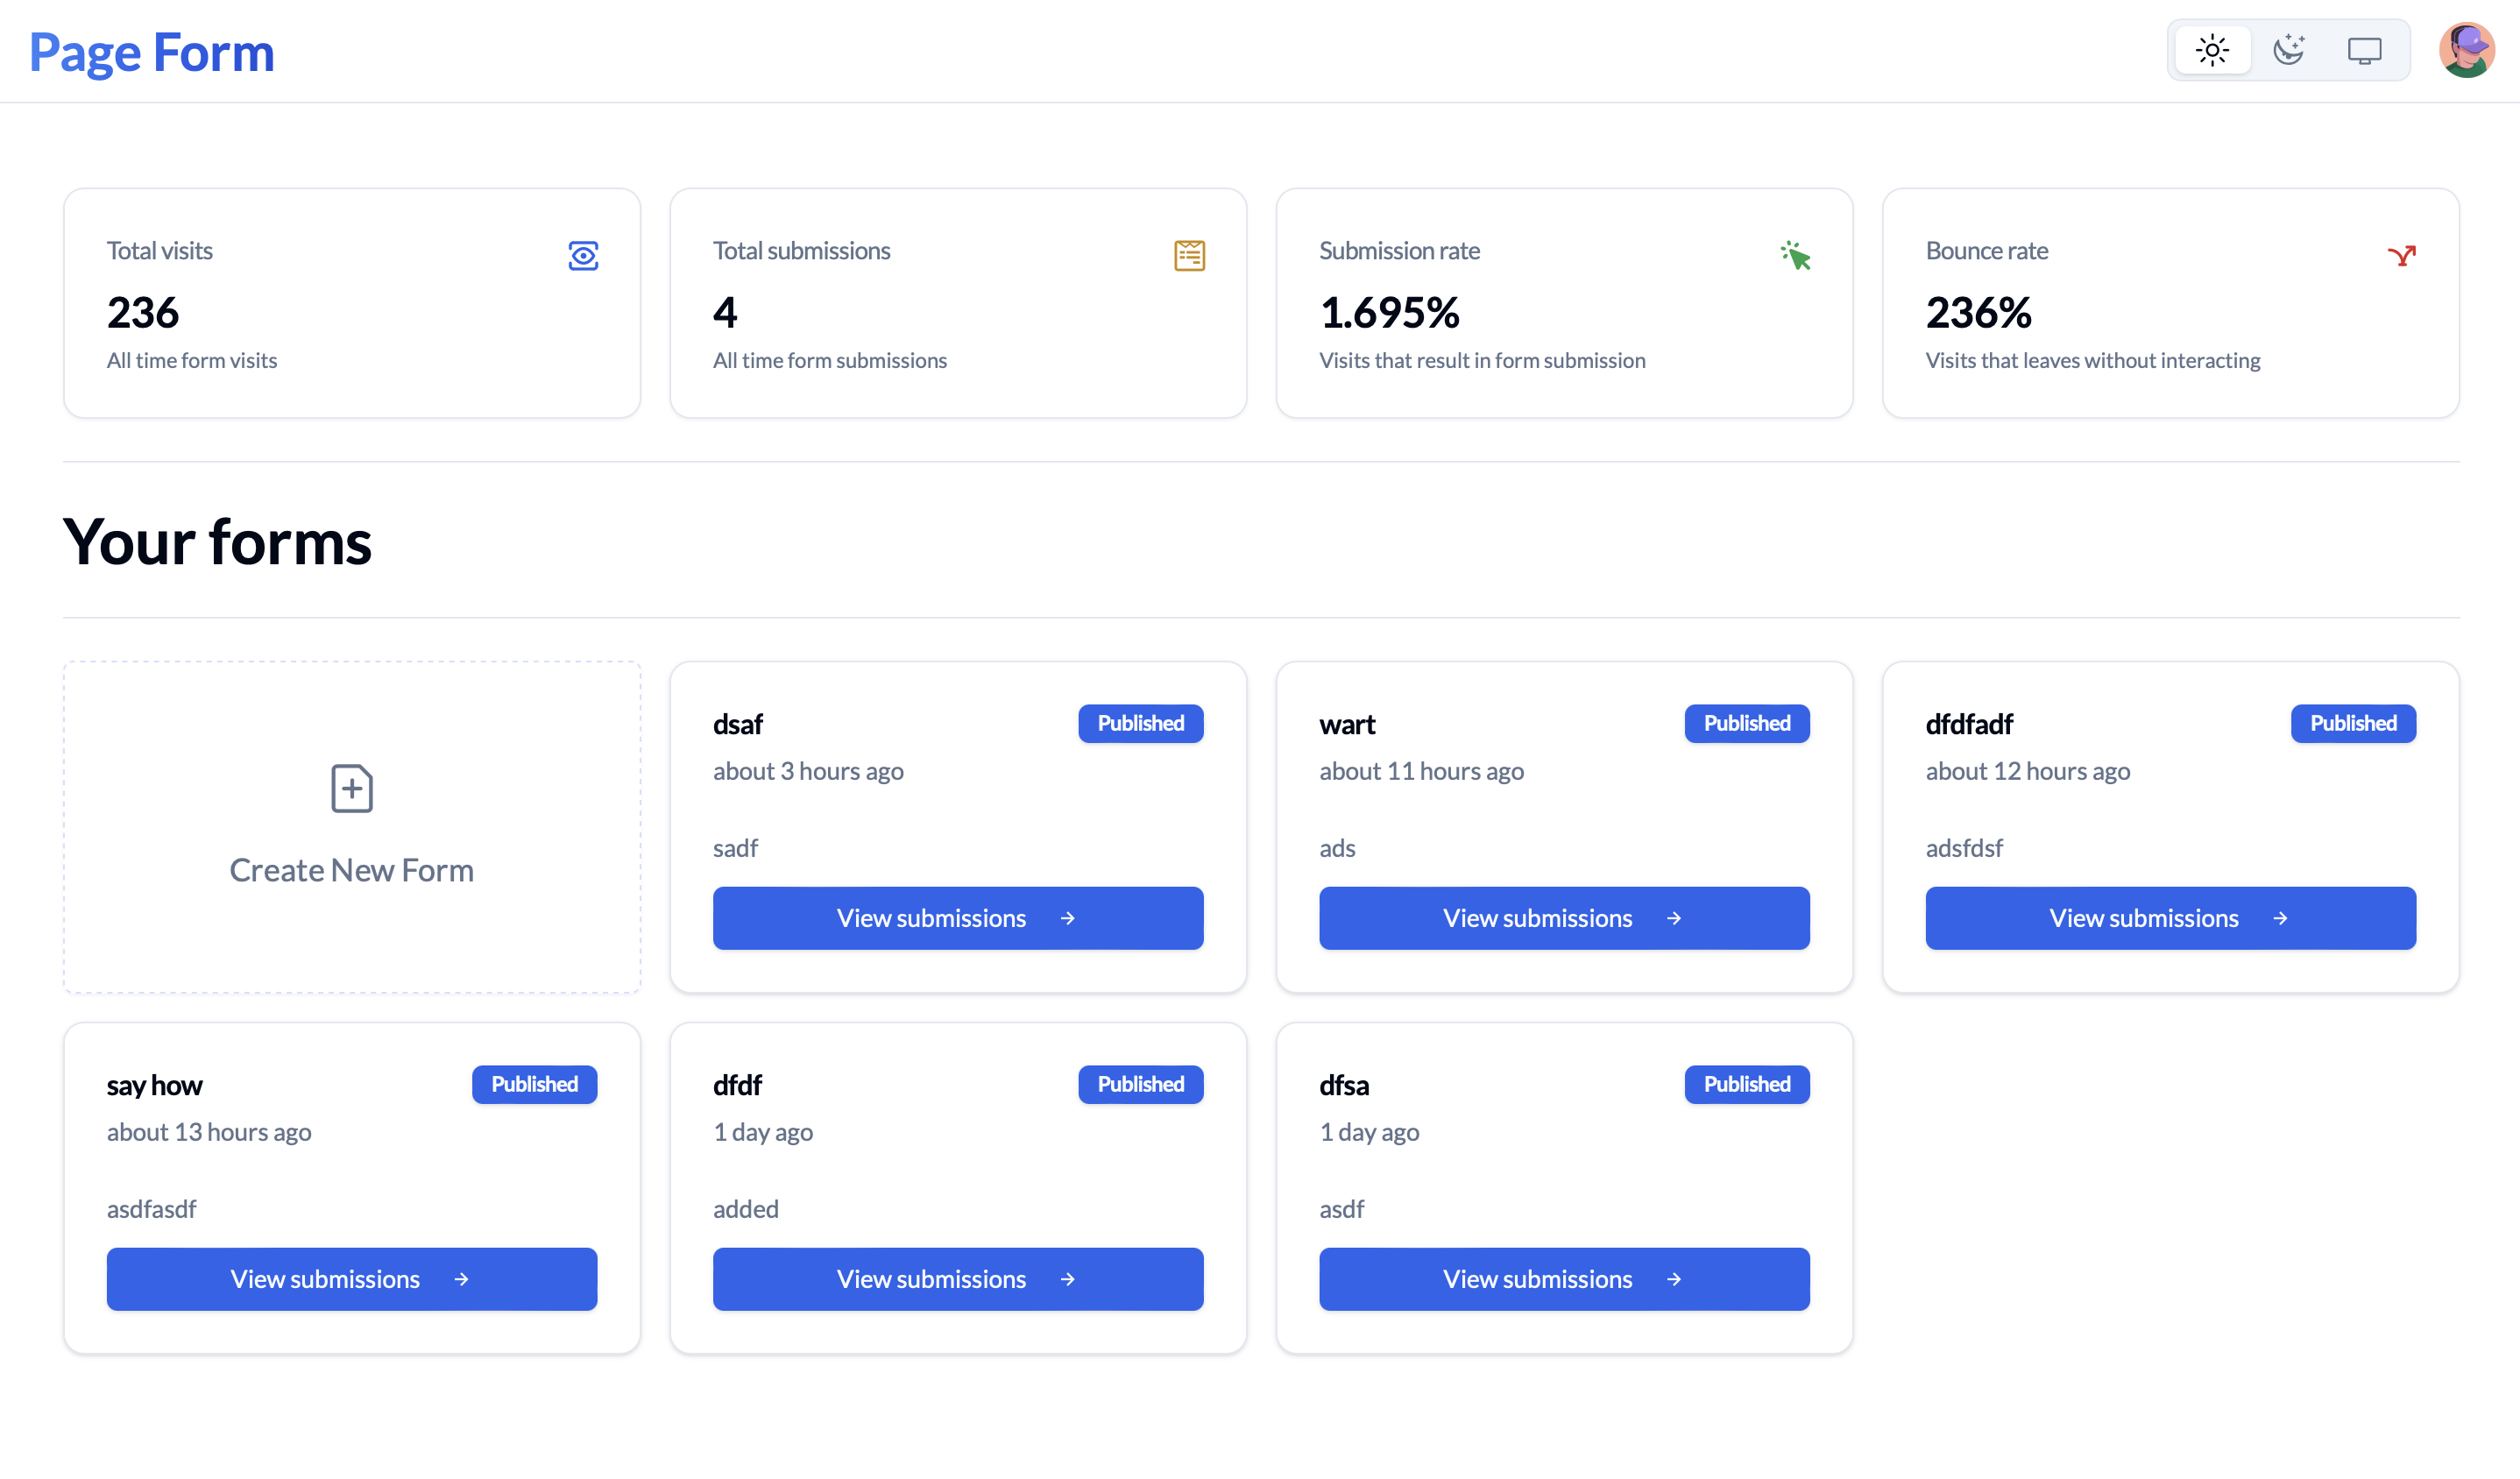 Page Form
Total visits
236
All time form visits
Total submissions
4
All time form submissions
Submission rate
1.695%
Visits that result in form submission
Bounce rate
236%
Visits that leaves without interacting
Your forms
Create New Form
dsaf
Published
about 3 hours ago
sadf
View submissions
wart
Published
about 11 hours ago
ads
View submissions
dfdfadf
Published
about 12 hours ago
adsfdsf
View submissions
say how
Published
about 13 hours ago
asdfasdf
View submissions
dfdf
Published
1 day ago
added
View submissions
dfsa
Published
1 day ago
asdf
View submissions